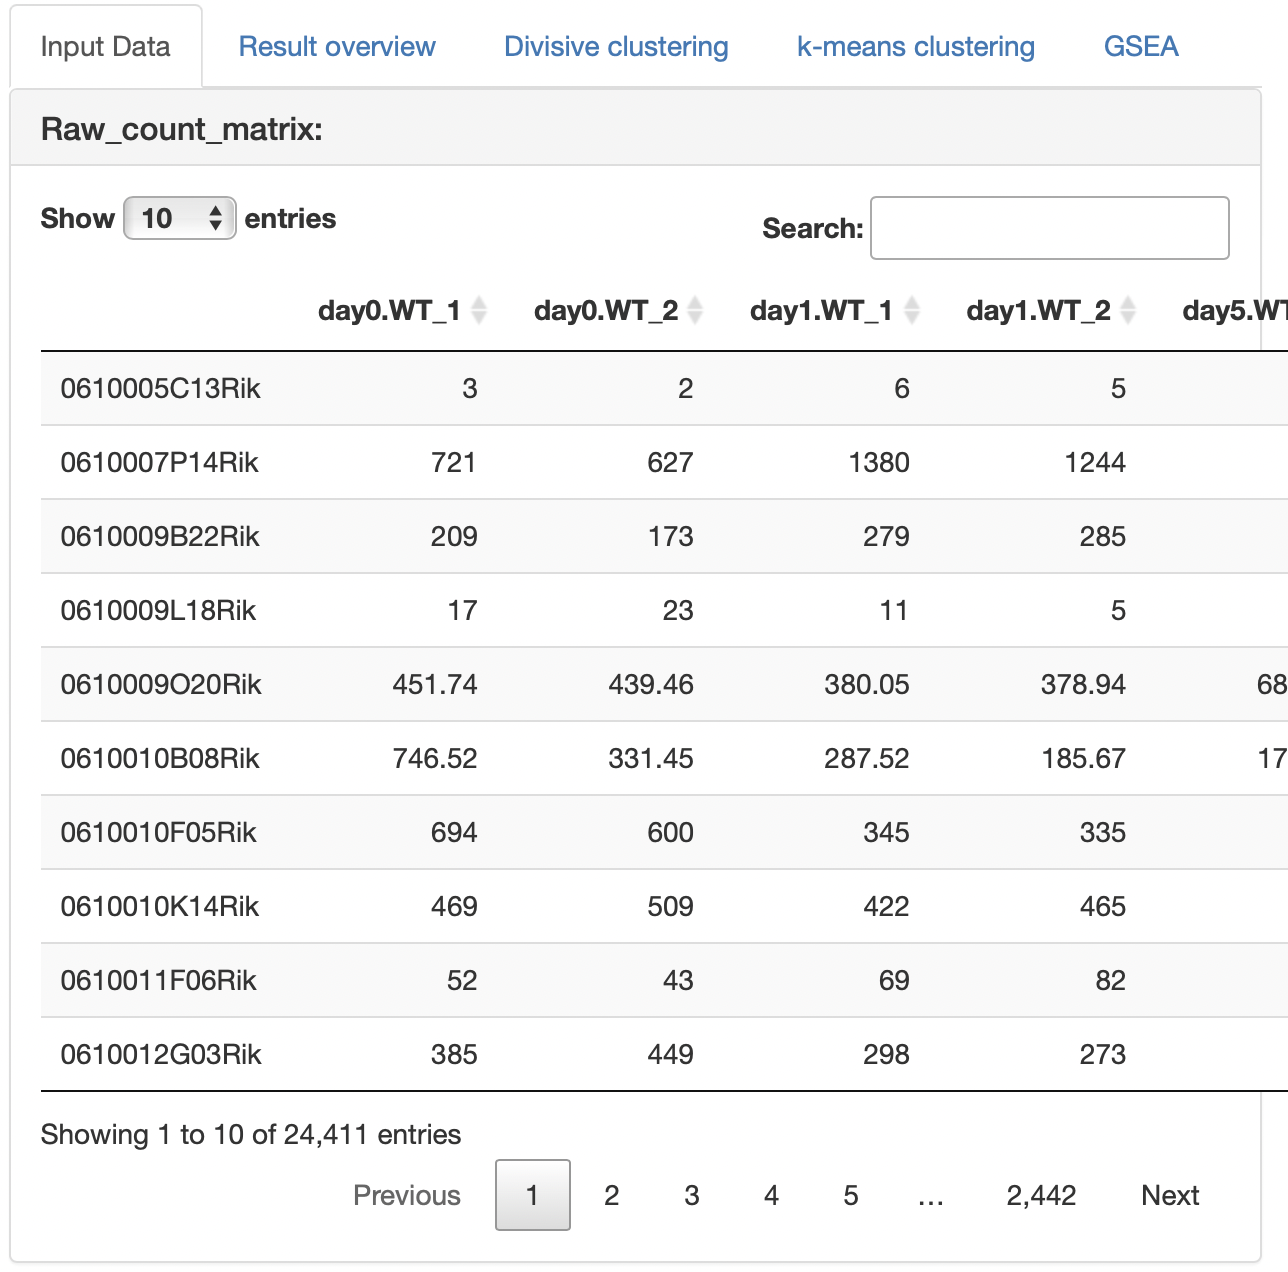 Input Data Result overview Divisive clustering k-means clustering GSEA
Raw_count_matrix:
Show 10 entries Search:
day0.WT_1 day0.WT_2 day1.WT_1 day1.WT_2 day5.WT
0610005C13Rik 3 2 6 5
0610007P14Rik 721 627 1380 1244
0610009B22Rik 209 173 279 285
0610009L18Rik 17 23 11 5
0610009O20Rik 451.74 439.46 380.05 378.94 68
0610010B08Rik 746.52 331.45 287.52 185.67 17
0610010F05Rik 694 600 345 335
0610010K14Rik 469 509 422 465
0610011F06Rik 52 43 69 82
0610012G03Rik 385 449 298 273
Showing 1 to 10 of 24,411 entries
Previous 1 2 3 4 5 ... 2,442 Next